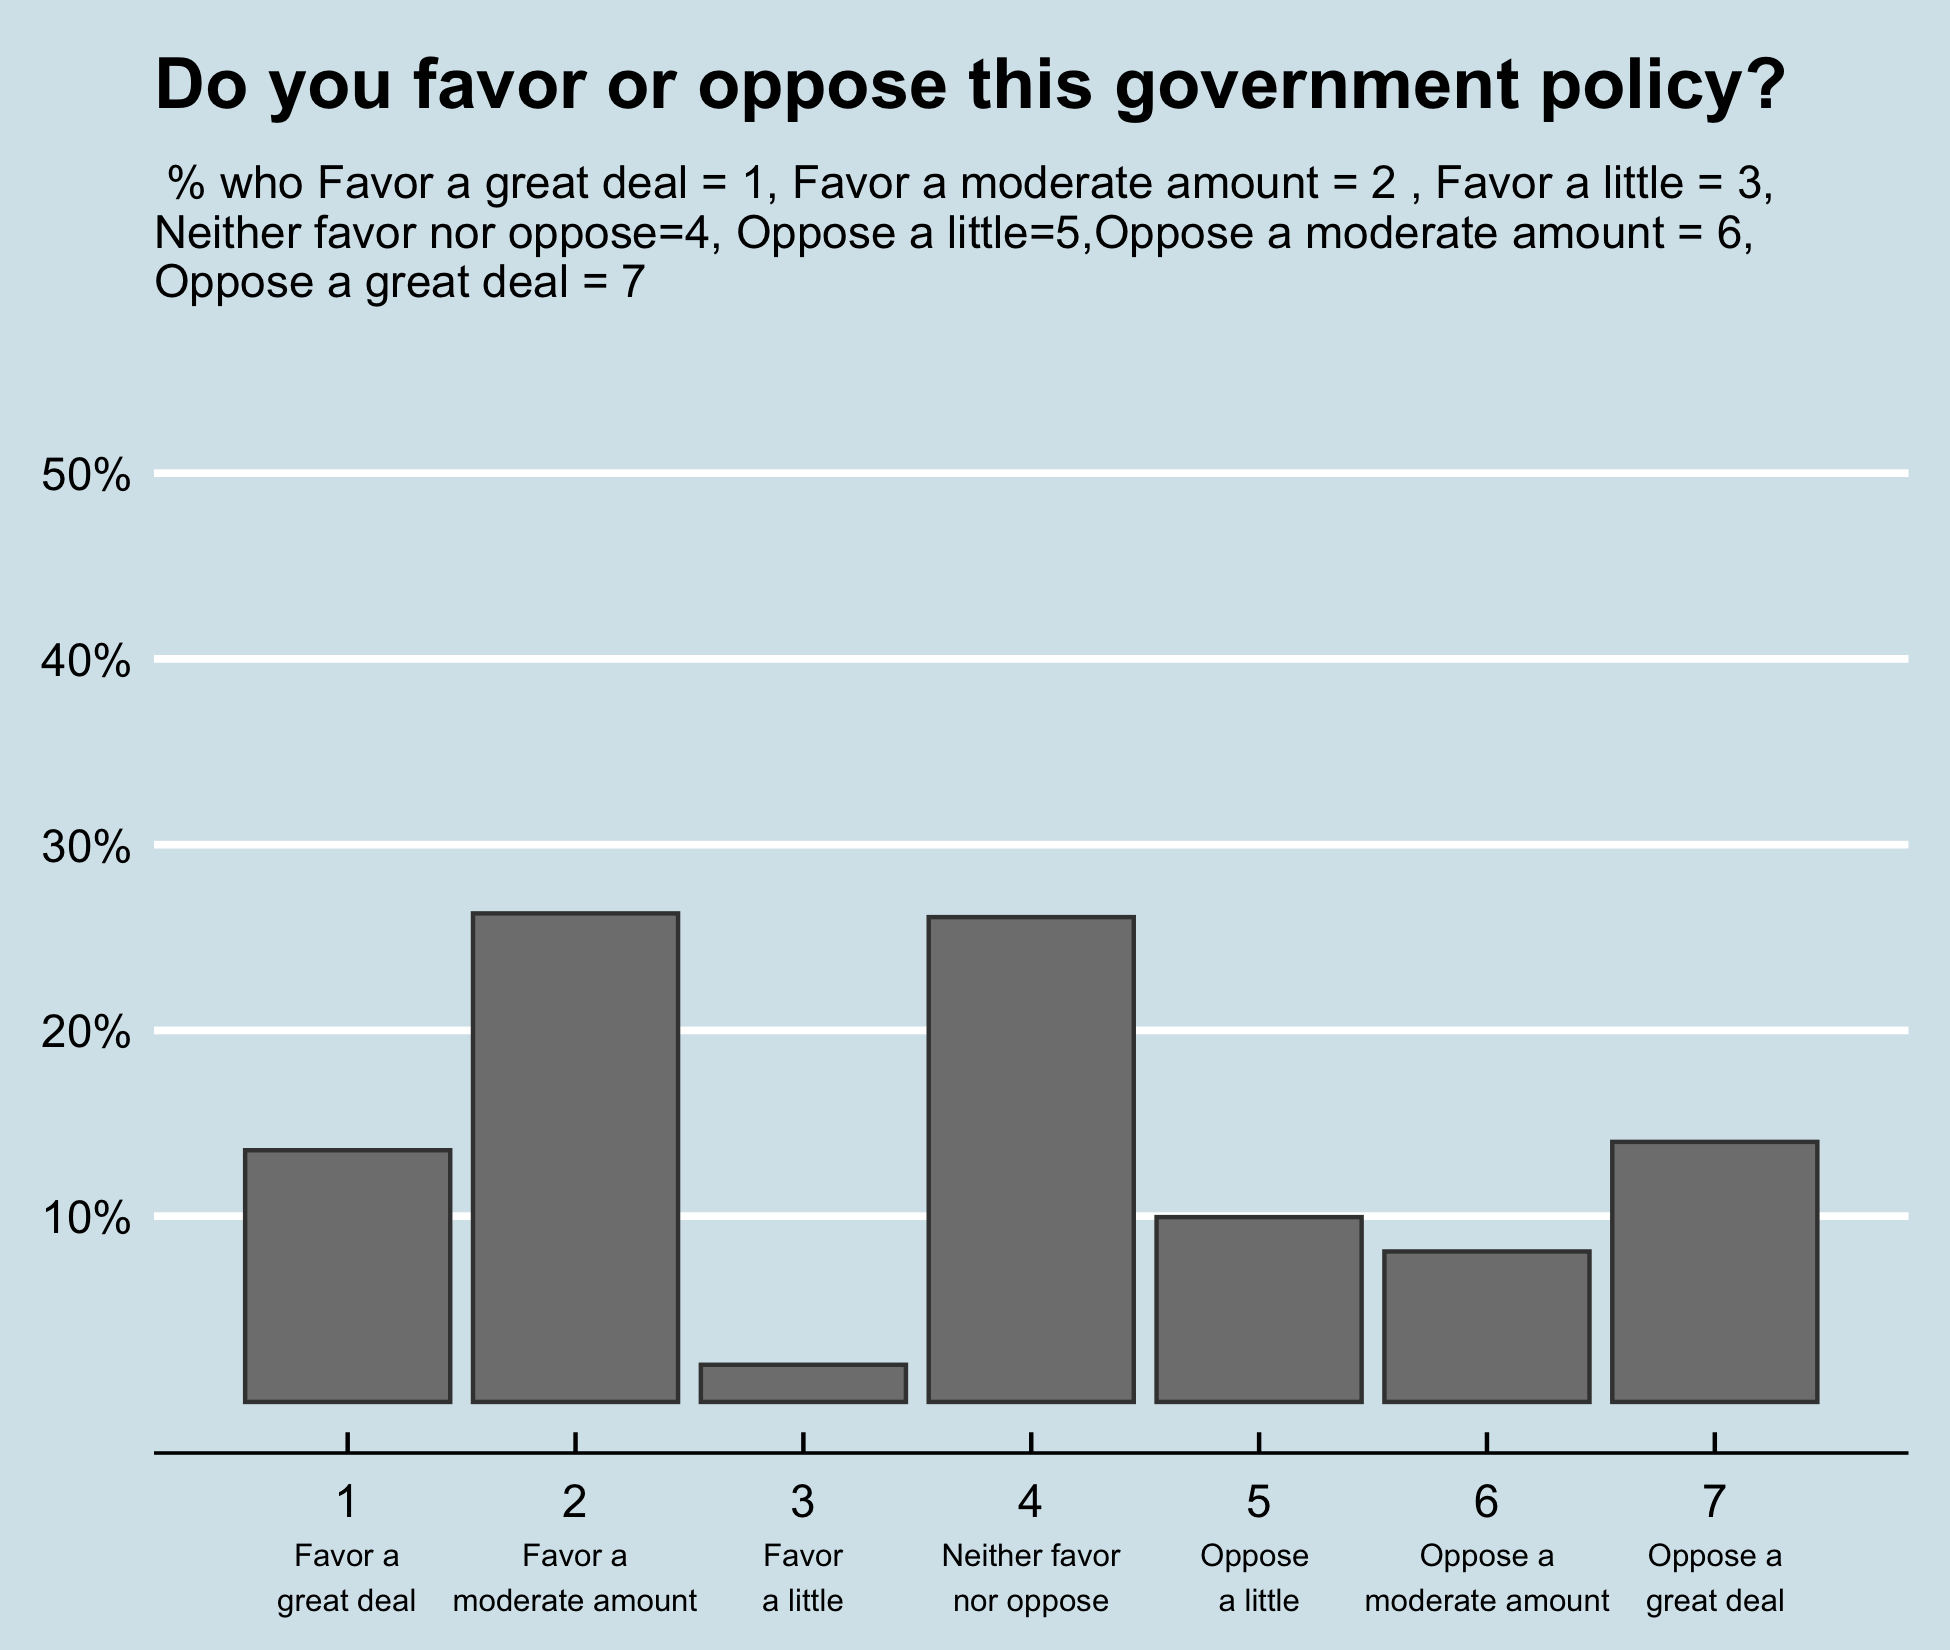 Do you favor or oppose this government policy?
% who Favor a great deal = 1, Favor a moderate amount = 2 , Favor a little = 3,
Neither favor nor oppose=4, Oppose a little=5,Oppose a moderate amount = 6,
Oppose a great deal = 7
50%
40%
30%
20%
10%
1 2 3 4 5 6 7
Favor a Favor a Favor Neither favor Oppose Oppose a Oppose a
great deal moderate amount a little nor oppose a little moderate amount great deal